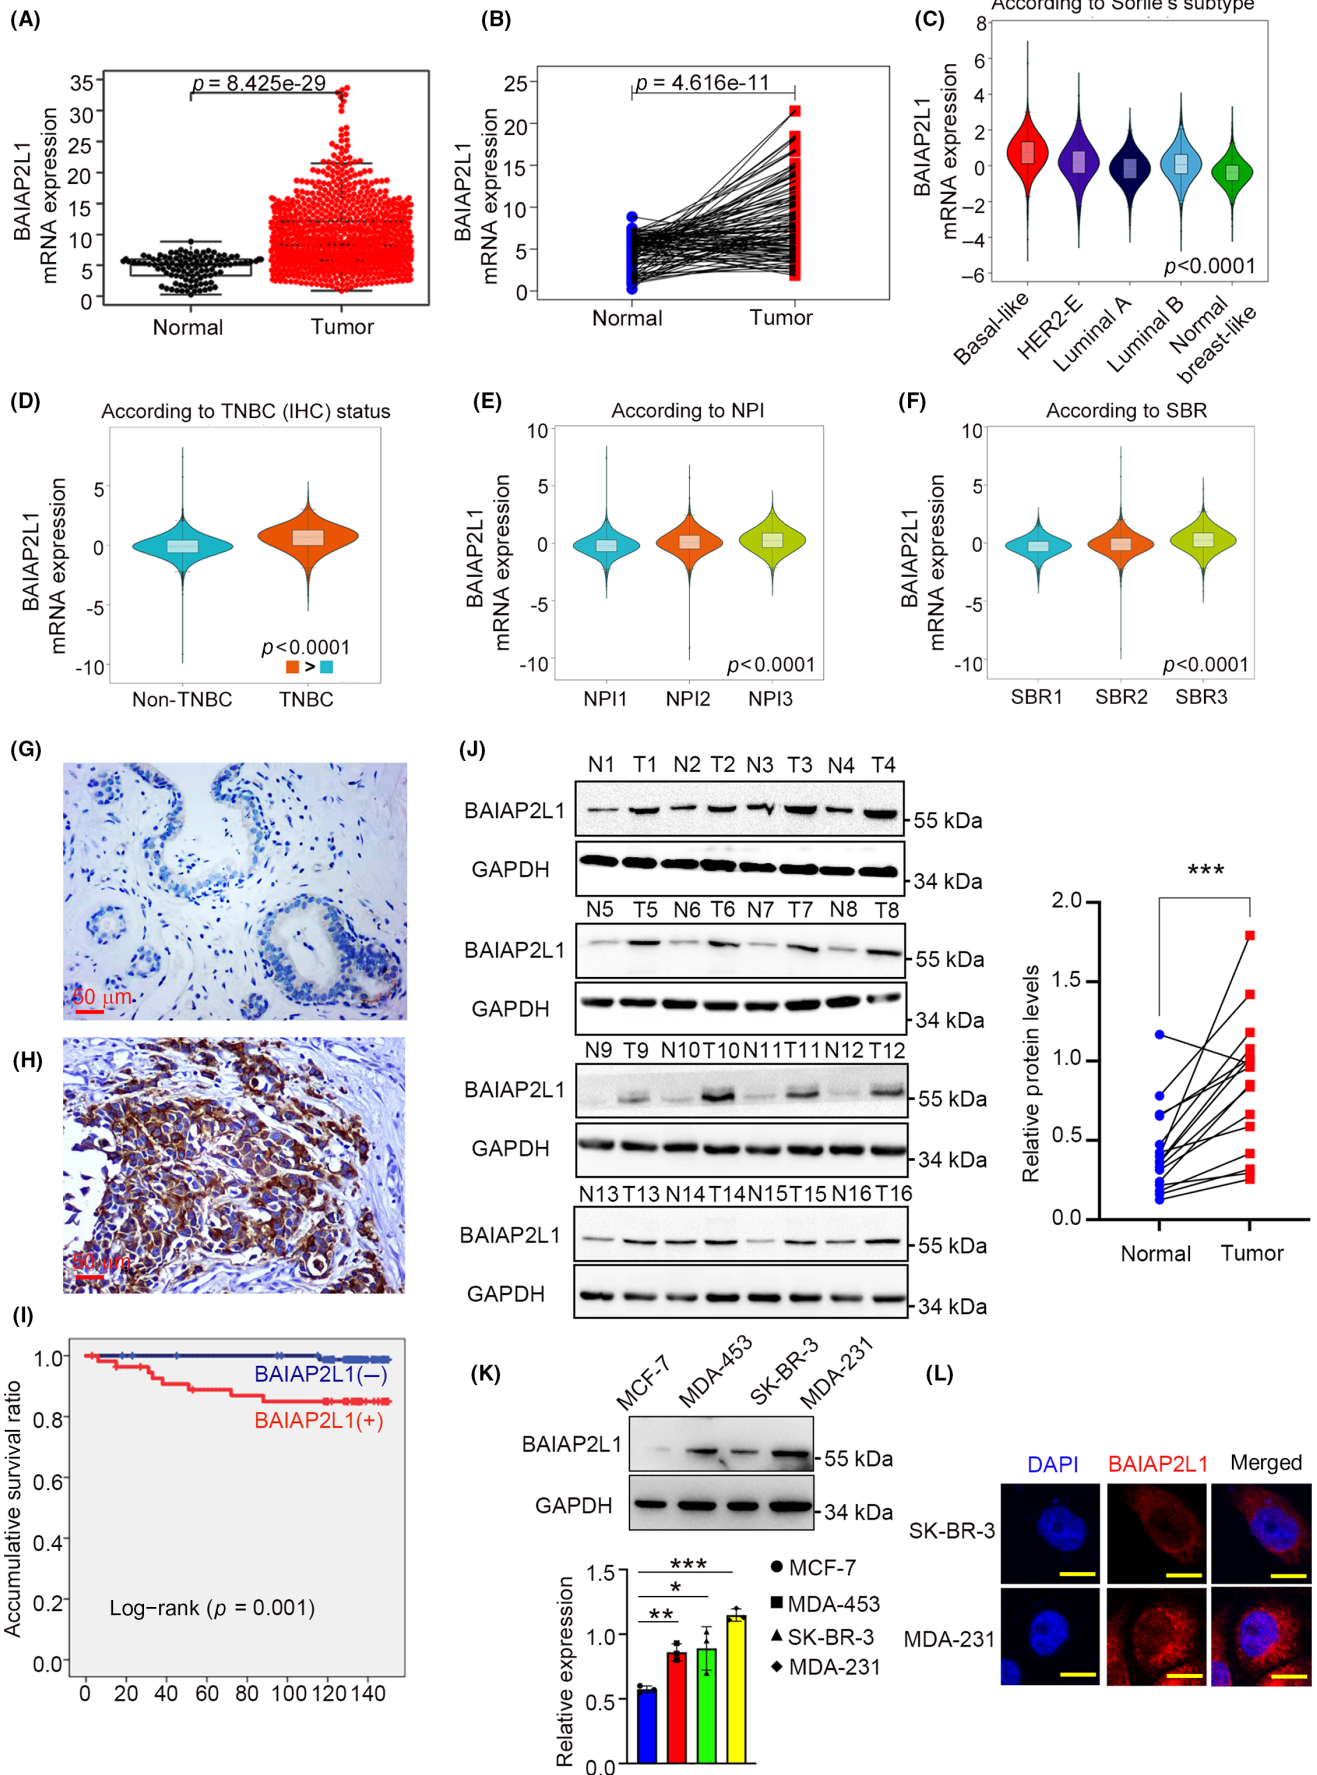 (A)
BAIAP2L1
mRNA expression
35
30
25
20
15
10
5
0
p = 8.425e-29
Normal
Tumor
(B)
BAIAP2L1
mRNA expression
25
20
15
10
5
0
p = 4.616e-11
Normal
Tumor
(C)
According to Sorlie's subtype
BAIAP2L1
mRNA expression
8
4
2
0
−2
−4
−6
p<0.0001
Basal-like
HER2-E
Luminal A
Luminal B
Normal
breast-like
(D)
According to TNBC (IHC) status
BAIAP2L1
mRNA expression
5
0
-5
-10
p<0.0001
>
Non-TNBC
TNBC
(E)
According to NPI
BAIAP2L1
mRNA expression
10
5
0
-5
-10
p<0.0001
NPI1
NPI2
NPI3
(F)
According to SBR
BAIAP2L1
mRNA expression
10
5
0
-5
-10
p<0.0001
SBR1
SBR2
SBR3
(G)
50 µm
(H)
50 µm
(I)
Accumulative survival ratio
1.0
0.8
0.6
0.4
0.2
0.0
BAIAP2L1(−)
BAIAP2L1(+)
Log−rank (p = 0.001)
0 20 40 60 80 100 120 140
(J)
N1 T1 N2 T2 N3 T3 N4 T4
BAIAP2L1
55 kDa
GAPDH
34 kDa
N5 T5 N6 T6 N7 T7 N8 T8
BAIAP2L1
55 kDa
GAPDH
34 kDa
N9 T9 N10 T10 N11 T11 N12 T12
BAIAP2L1
55 kDa
GAPDH
34 kDa
N13 T13 N14 T14 N15 T15 N16 T16
BAIAP2L1
55 kDa
GAPDH
34 kDa
Relative protein levels
2.0
1.5
1.0
0.5
0.0
***
Normal
Tumor
(K)
MCF-7
MDA-453
SK-BR-3
MDA-231
BAIAP2L1
55 kDa
GAPDH
34 kDa
Relative expression
1.5
1.0
0.5
0.0
***
*
**
MCF-7
MDA-453
SK-BR-3
MDA-231
(L)
DAPI
BAIAP2L1
Merged
SK-BR-3
MDA-231